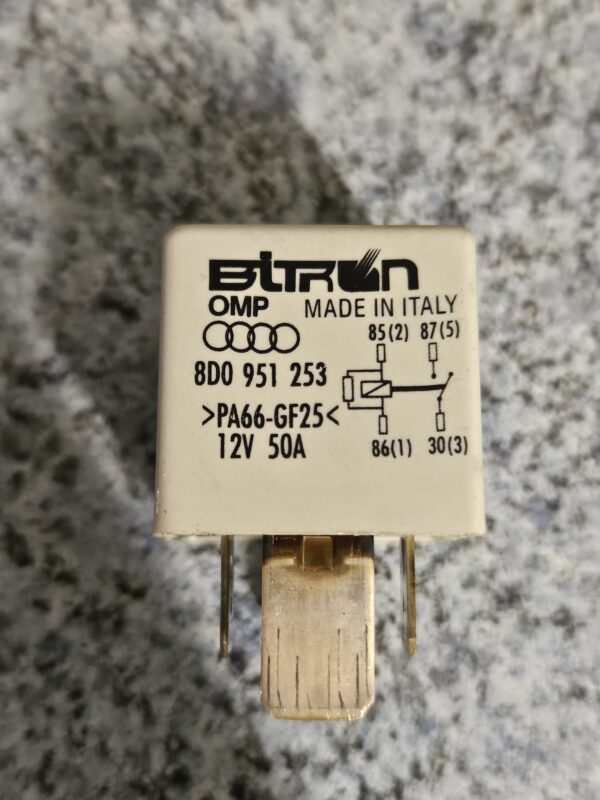 BiTRON
OMP MADE IN ITALY
8D0 951 253
>PA66-GF25<
12V 50A
85(2) 87(5)
86(1) 30(3)